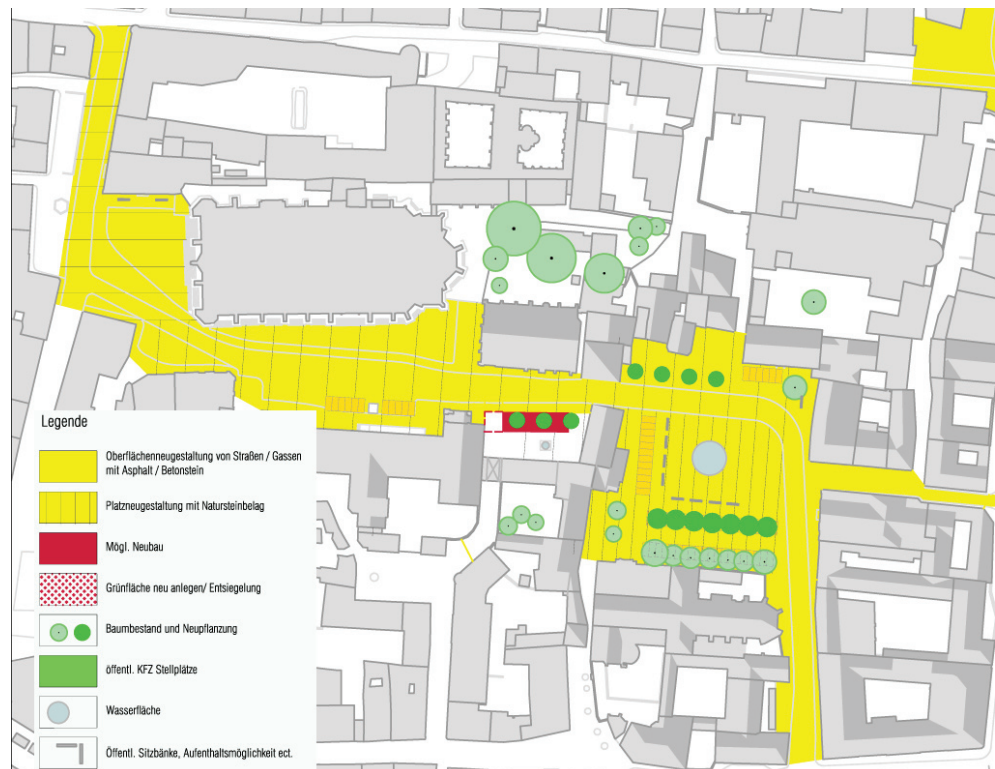 Legende
Oberflächenneugestaltung von Straßen / Gassen
mit Asphalt / Betonstein
Platzneugestaltung mit Natursteinbelag
Mögl. Neubau
Grünfläche neu anlegen/ Entsiegelung
Baumbestand und Neupflanzung
öffentl. KFZ Stellplätze
Wasserfläche
Öffentl. Sitzbänke, Aufenthaltsmöglichkeit ect.